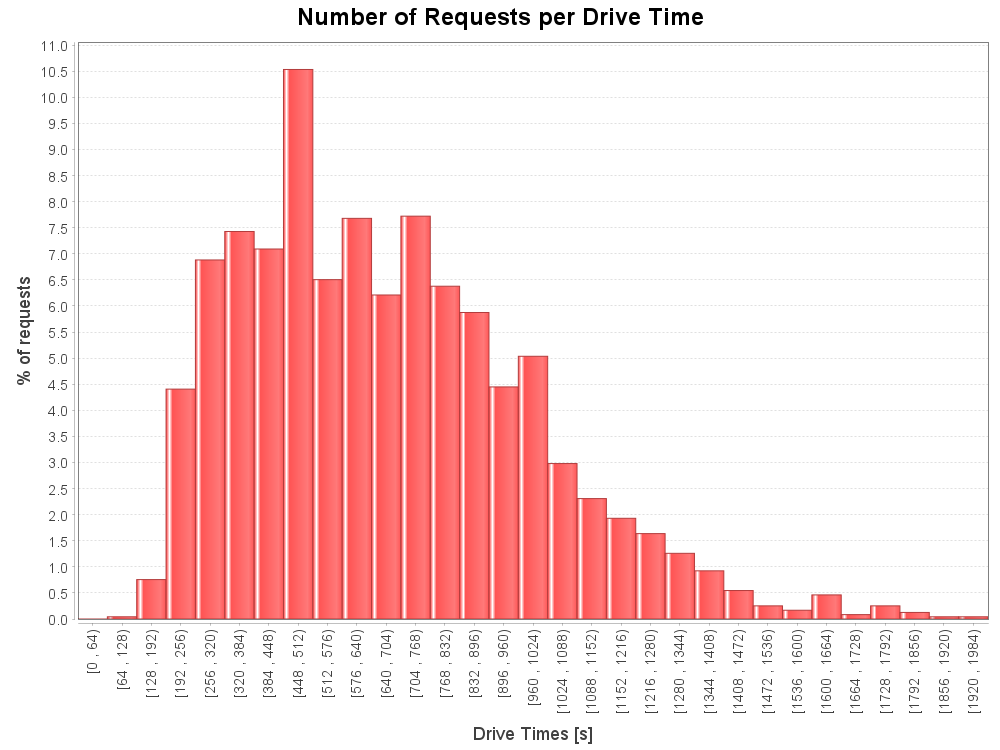 Number of Requests per Drive Time
% of requests
11.0
10.5
10.0
9.5
9.0
8.5
8.0
7.5
7.0
6.5
6.0
5.5
5.0
4.5
4.0
3.5
3.0
2.5
2.0
1.5
1.0
0.5
0.0
[0 , 64)
[64 , 128)
[128 , 192)
[192 , 256)
[256 , 320)
[320 , 384)
[384 , 448)
[448 , 512)
[512 , 576)
[576 , 640)
[640 , 704)
[704 , 768)
[768 , 832)
[832 , 896)
[896 , 960)
[960 , 1024)
[1024 , 1088)
[1088 , 1152)
[1152 , 1216)
[1216 , 1280)
[1280 , 1344)
[1344 , 1408)
[1408 , 1472)
[1472 , 1536)
[1536 , 1600)
[1600 , 1664)
[1664 , 1728)
[1728 , 1792)
[1792 , 1856)
[1856 , 1920)
[1920 , 1984)
Drive Times [s]